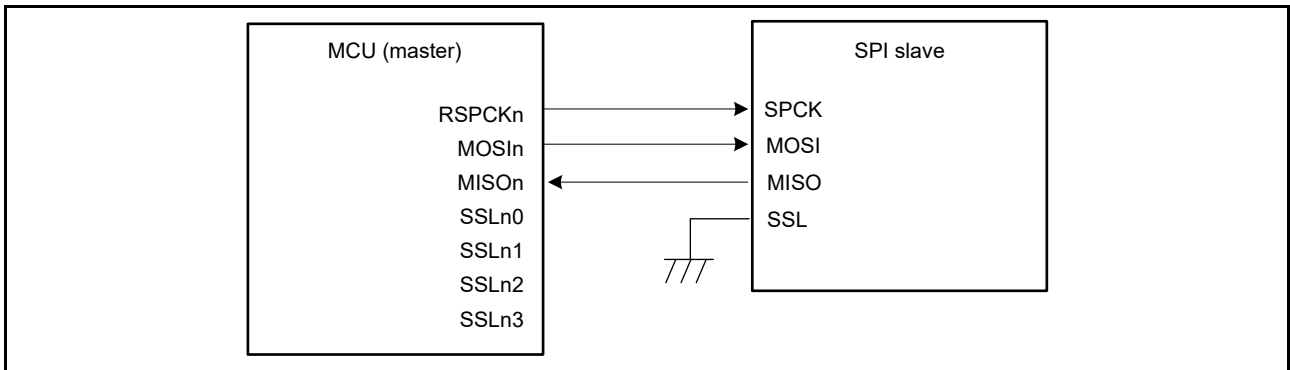 MCU (master)
RSPCKn
MOSIn
MISOn
SSLn0
SSLn1
SSLn2
SSLn3
SPI slave
SPCK
MOSI
MISO
SSL